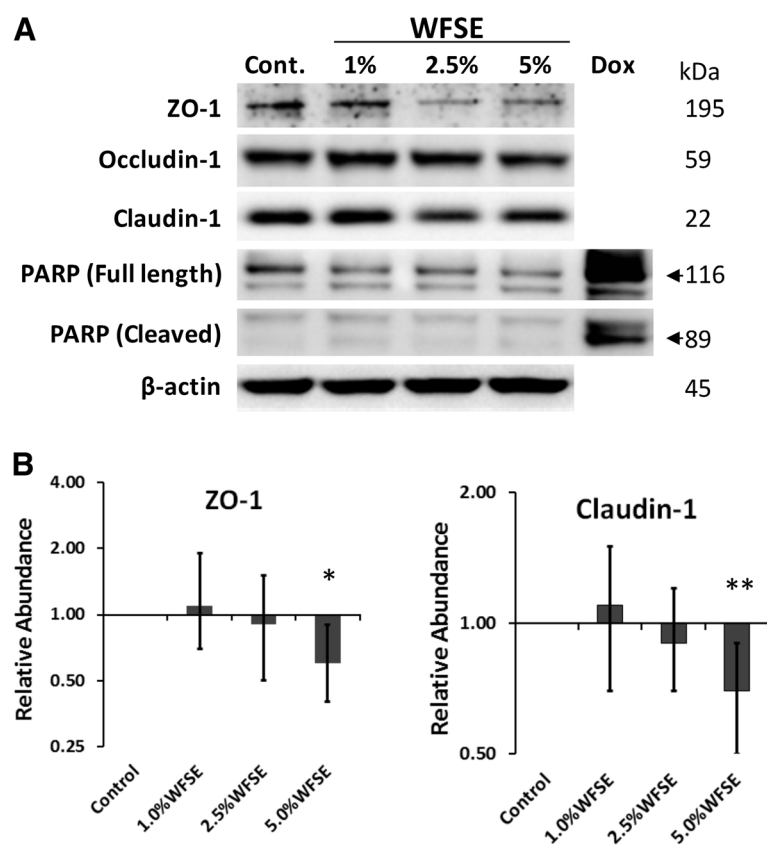 A
WFSE
Cont. 1% 2.5% 5% Dox kDa
ZO-1 195
Occludin-1 59
Claudin-1 22
PARP (Full length) 116
PARP (Cleaved) 89
β-actin 45
B
ZO-1
Relative Abundance
4.00
2.00
1.00
0.50
0.25
*
Control 1.0%WFSE 2.5%WFSE 5.0%WFSE
Claudin-1
Relative Abundance
2.00
1.00
0.50
**
Control 1.0%WFSE 2.5%WFSE 5.0%WFSE